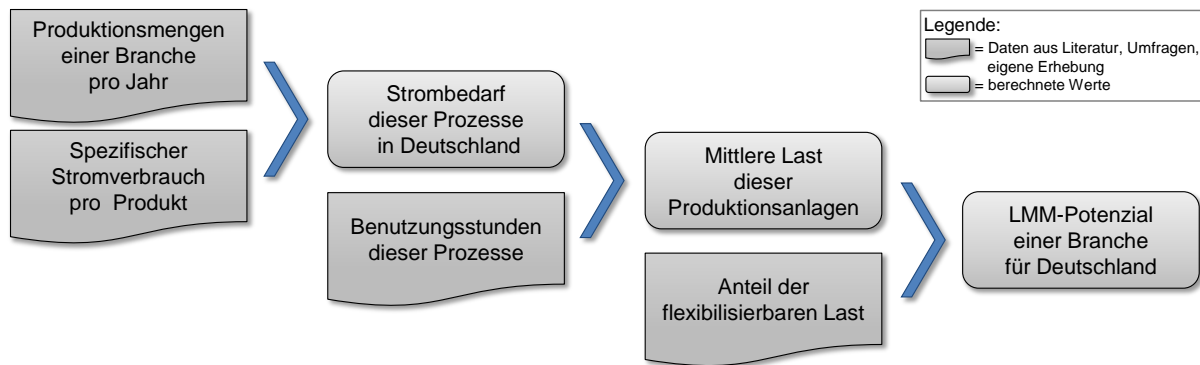 Produktionsmengen
einer Branche
pro Jahr
Spezifischer
Stromverbrauch
pro Produkt
Strombedarf
dieser Prozesse
in Deutschland
Benutzungsstunden
dieser Prozesse
Mittlere Last
dieser
Produktionsanlagen
Anteil der
flexibilisierbaren Last
LMM-Potenzial
einer Branche
für Deutschland
Legende:
= Daten aus Literatur, Umfragen,
eigene Erhebung
= berechnete Werte